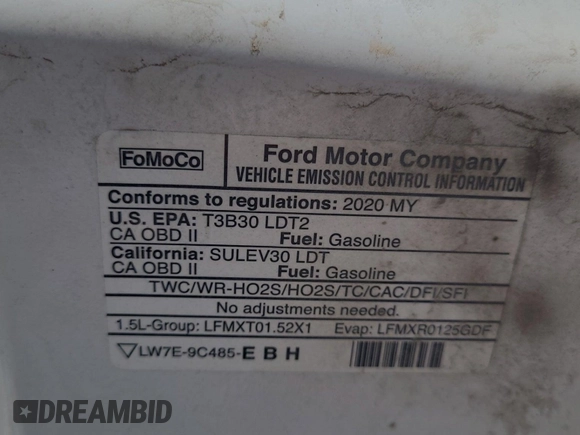 FoMoCo
Ford Motor Company
VEHICLE EMISSION CONTROL INFORMATION
Conforms to regulations: 2020 MY
U.S. EPA: T3B30 LDT2
CA OBD II Fuel: Gasoline
California: SULEV30 LDT
CA OBD II Fuel: Gasoline
TWC/WR-HO2S/HO2S/TC/CAC/DFI/SFI
No adjustments needed.
1.5L-Group: LFMXT01.52X1 Evap: LFMXR0125GDF
LW7E-9C485-E B H
DREAMBID